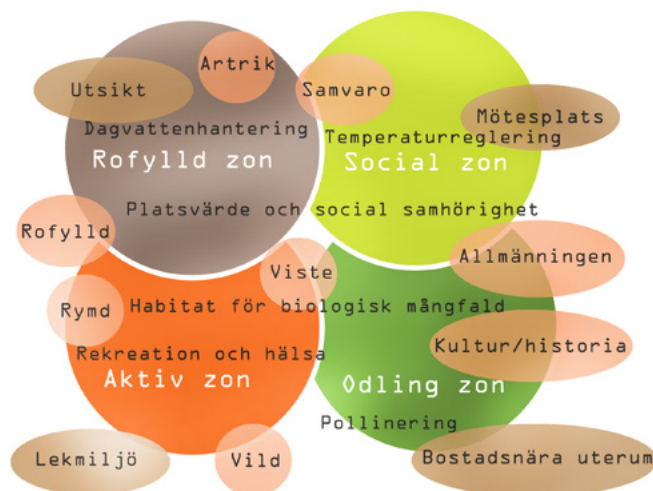 Artrik
Utsikt
Samvaro
Mötesplats
Dagvattenhantering
Temperaturreglering
Rofylld zon
Social zon
Platsvärde och social samhörighet
Rofylld
Allmänningen
Viste
Rymd
Habitat för biologisk mångfald
Kultur/historia
Rekreation och hälsa
Aktiv zon
Odling zon
Pollinering
Lekmiljö
Vild
Bostadsnära uterum